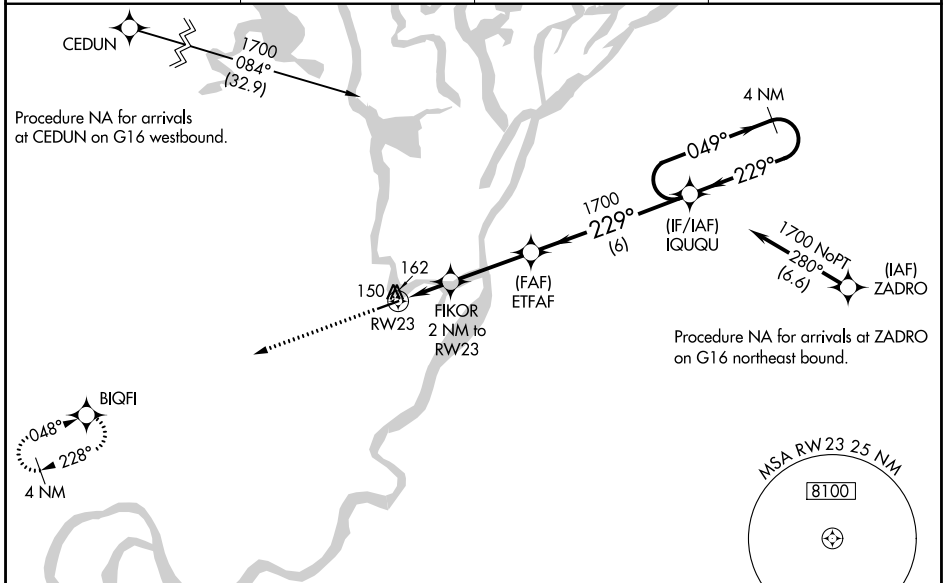 CEDUN
1700
084°
(32.9)
Procedure NA for arrivals
at CEDUN on G16 westbound.
4 NM
049°
229°
1700
229°
(6)
(IF/IAF)
IQUQU
1700 NoPT
280°
(6.6)
(IAF)
ZADRO
(FAF)
ETFAF
162
150
RW23
FIKOR
2 NM to
RW23
Procedure NA for arrivals at ZADRO
on G16 northeast bound.
BIQFI
048°
228°
4 NM
MSA RW23 25 NM
8100